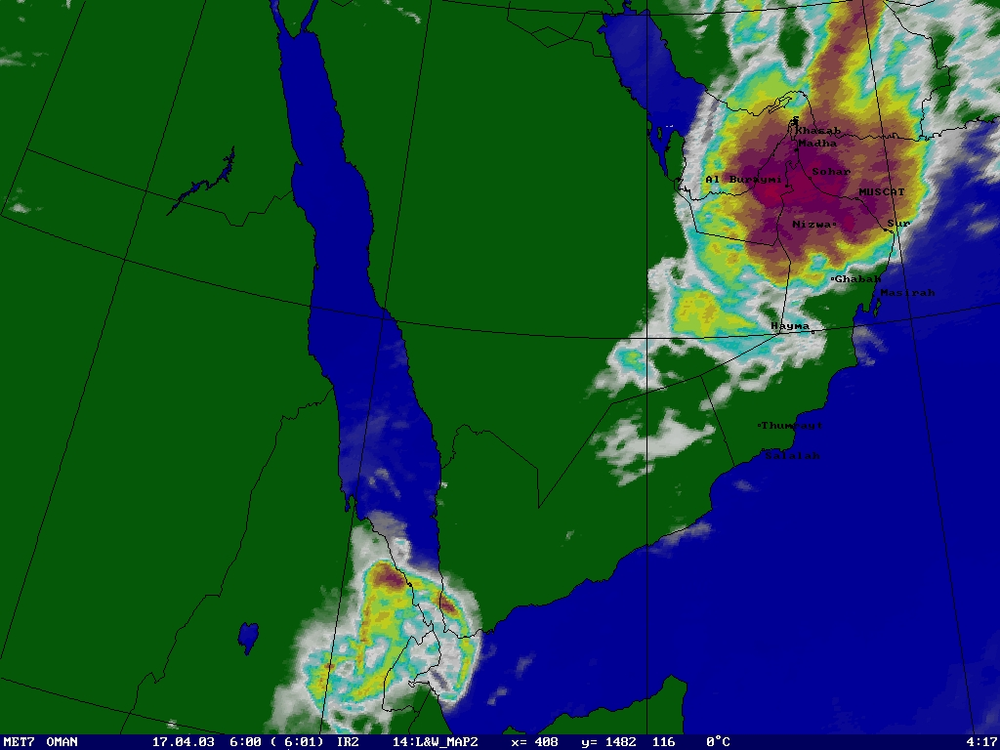 Khasab
Madha
Sohar
Al Buraymi
MUSCAT
Nizwa
Sur
Ghabah
Masirah
Hayma
Thumrayt
Salalah
MET7 OMAN 17.04.03 6:00 ( 6:01) IR2 14:L&W_MAP2 x= 408 y= 1482 116 0°C 4:17